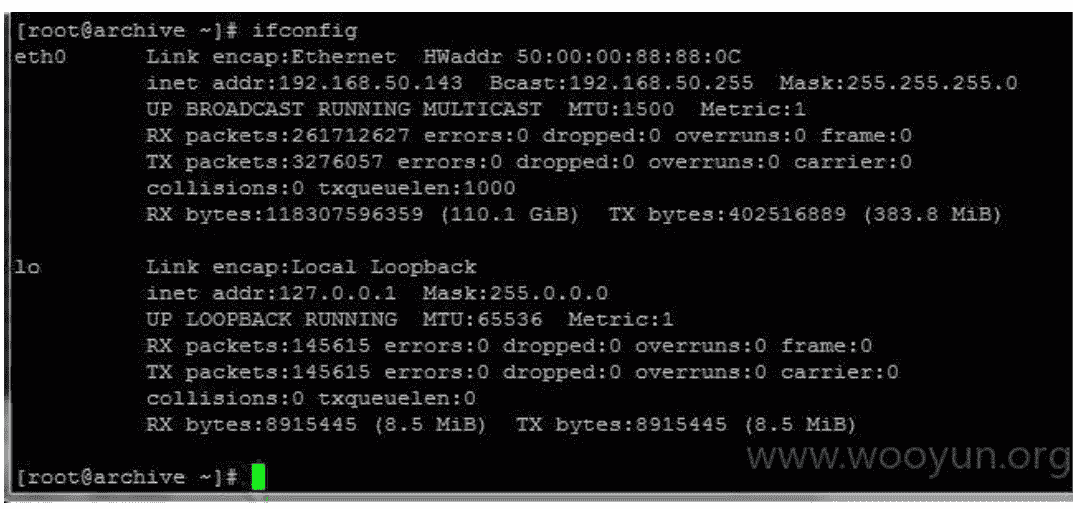 [root@archive ~]# ifconfig
eth0 Link encap:Ethernet HWaddr 50:00:00:88:88:0C
inet addr:192.168.50.143 Bcast:192.168.50.255 Mask:255.255.255.0
UP BROADCAST RUNNING MULTICAST MTU:1500 Metric:1
RX packets:261712627 errors:0 dropped:0 overruns:0 frame:0
TX packets:3276057 errors:0 dropped:0 overruns:0 carrier:0
collisions:0 txqueuelen:1000
RX bytes:118307596359 (110.1 GiB) TX bytes:402516889 (383.8 MiB)
lo Link encap:Local Loopback
inet addr:127.0.0.1 Mask:255.0.0.0
UP LOOPBACK RUNNING MTU:65536 Metric:1
RX packets:145615 errors:0 dropped:0 overruns:0 frame:0
TX packets:145615 errors:0 dropped:0 overruns:0 carrier:0
collisions:0 txqueuelen:0
RX bytes:8915445 (8.5 MiB) TX bytes:8915445 (8.5 MiB)
www.wooyun.org
[root@archive ~]#